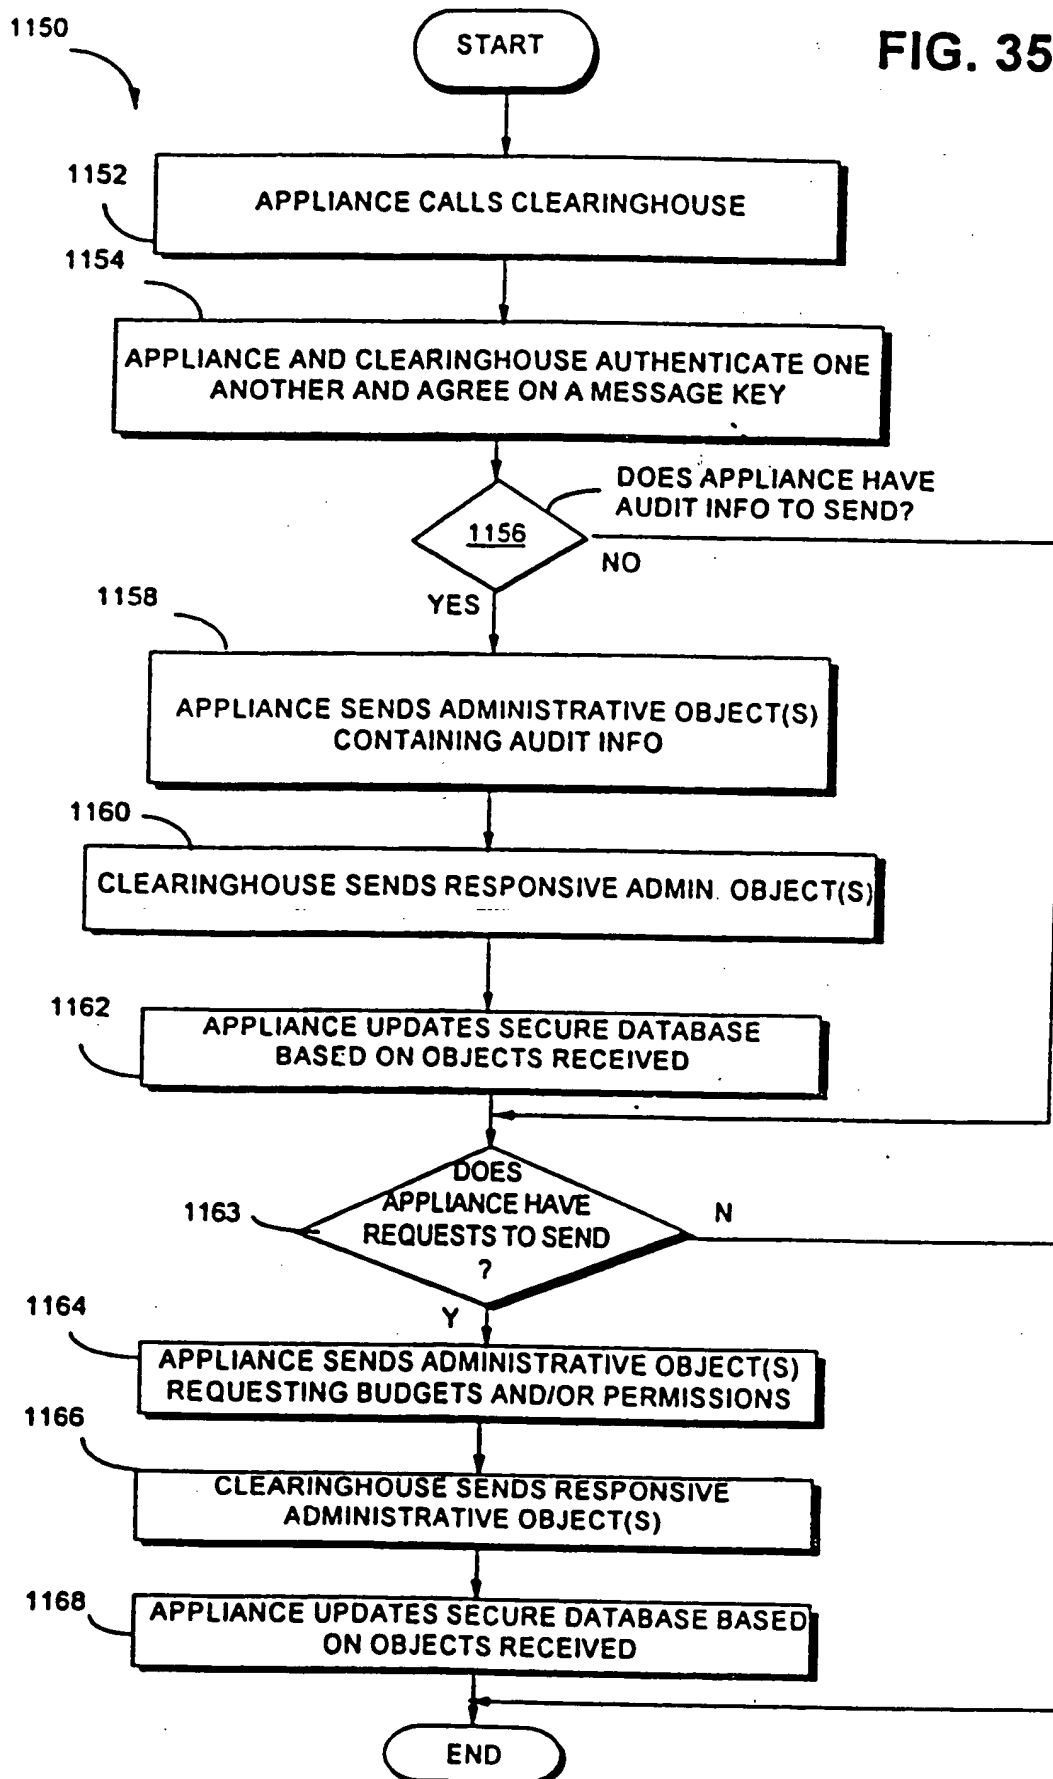 1150
START
FIG. 35
1152
APPLIANCE CALLS CLEARINGHOUSE
1154
APPLIANCE AND CLEARINGHOUSE AUTHENTICATE ONE
ANOTHER AND AGREE ON A MESSAGE KEY
DOES APPLIANCE HAVE
AUDIT INFO TO SEND?
1156
NO
YES
1158
APPLIANCE SENDS ADMINISTRATIVE OBJECT(S)
CONTAINING AUDIT INFO
1160
CLEARINGHOUSE SENDS RESPONSIVE ADMIN. OBJECT(S)
1162
APPLIANCE UPDATES SECURE DATABASE
BASED ON OBJECTS RECEIVED
DOES
APPLIANCE HAVE
REQUESTS TO SEND
?
1163
N
Y
1164
APPLIANCE SENDS ADMINISTRATIVE OBJECT(S)
REQUESTING BUDGETS AND/OR PERMISSIONS
1166
CLEARINGHOUSE SENDS RESPONSIVE
ADMINISTRATIVE OBJECT(S)
1168
APPLIANCE UPDATES SECURE DATABASE BASED
ON OBJECTS RECEIVED
END